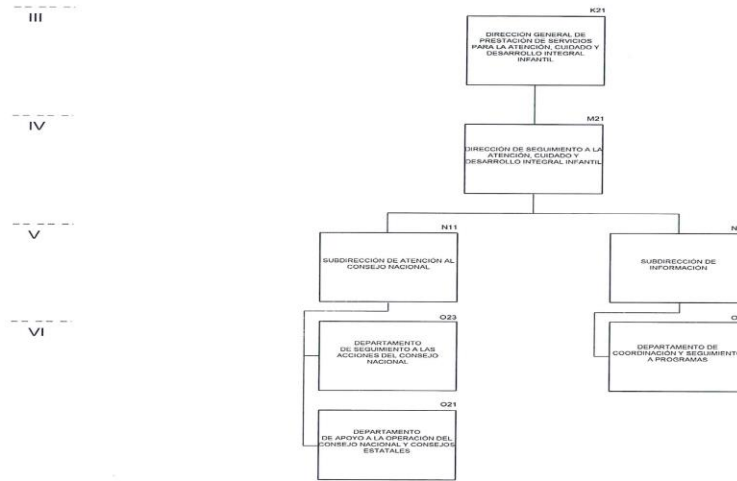 III
K21
DIRECCIÓN GENERAL DE
PRESTACIÓN DE SERVICIOS
PARA LA ATENCIÓN, CUIDADO Y
DESARROLLO INTEGRAL
INFANTIL
IV
M21
DIRECCIÓN DE SEGUIMIENTO A LA
ATENCIÓN, CUIDADO Y
DESARROLLO INTEGRAL INFANTIL
V
N11
SUBDIRECCIÓN DE ATENCIÓN AL
CONSEJO NACIONAL
SUBDIRECCIÓN DE
INFORMACIÓN
VI
O23
DEPARTAMENTO
DE SEGUIMIENTO A LAS
ACCIONES DEL CONSEJO
NACIONAL
DEPARTAMENTO DE
COORDINACIÓN Y SEGUIMIENTO
A PROGRAMAS
O21
DEPARTAMENTO
DE APOYO A LA OPERACIÓN DEL
CONSEJO NACIONAL Y CONSEJOS
ESTATALES